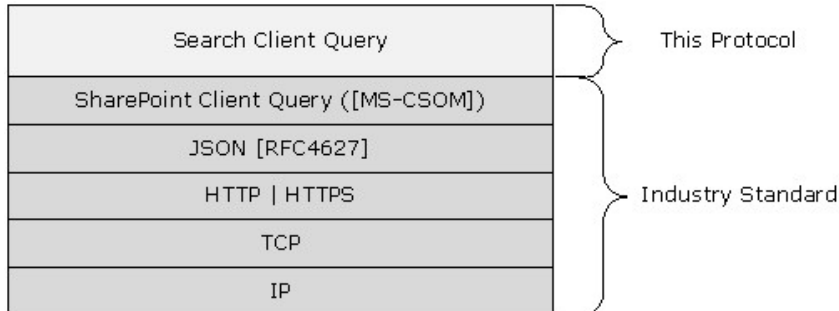 Search Client Query
This Protocol
SharePoint Client Query ([MS-CSOM])
JSON [RFC4627]
HTTP | HTTPS
Industry Standard
TCP
IP